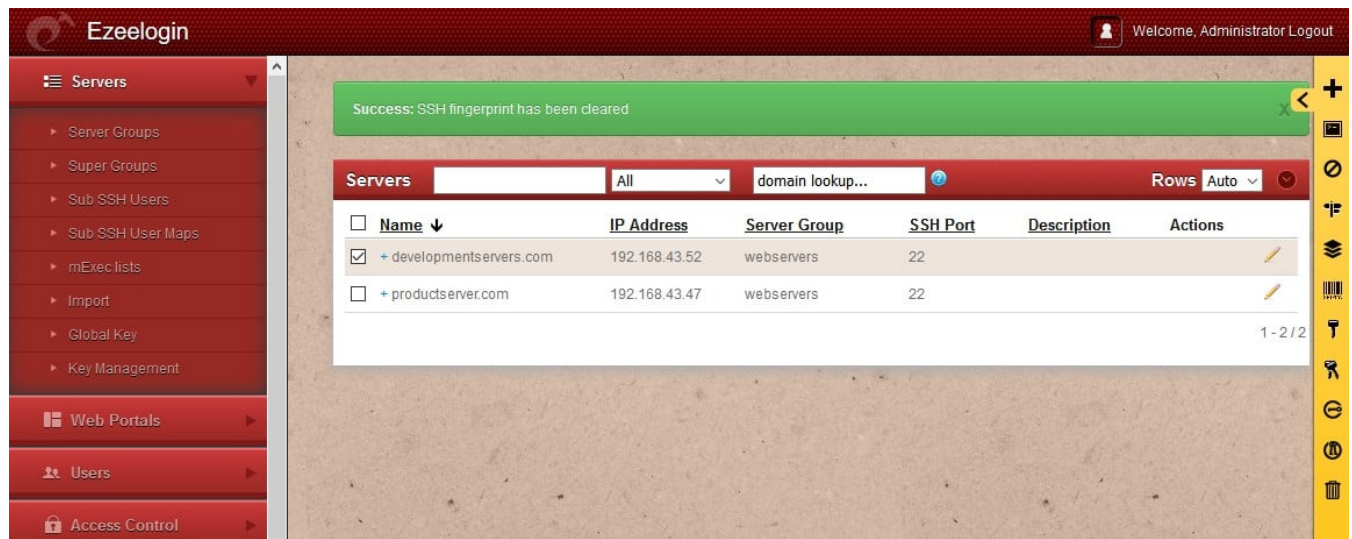 Ezeelogin
Welcome, Administrator Logout
Servers
Server Groups
Super Groups
Sub SSH Users
Sub SSH User Maps
mExec lists
Import
Global Key
Key Management
Web Portals
Users
Access Control
Success: SSH fingerprint has been cleared X
Servers All domain lookup... ? Rows Auto
Name ↓ IP Address Server Group SSH Port Description Actions
+ developmentservers.com 192.168.43.52 webservers 22
+ productserver.com 192.168.43.47 webservers 22
1 - 2 / 2